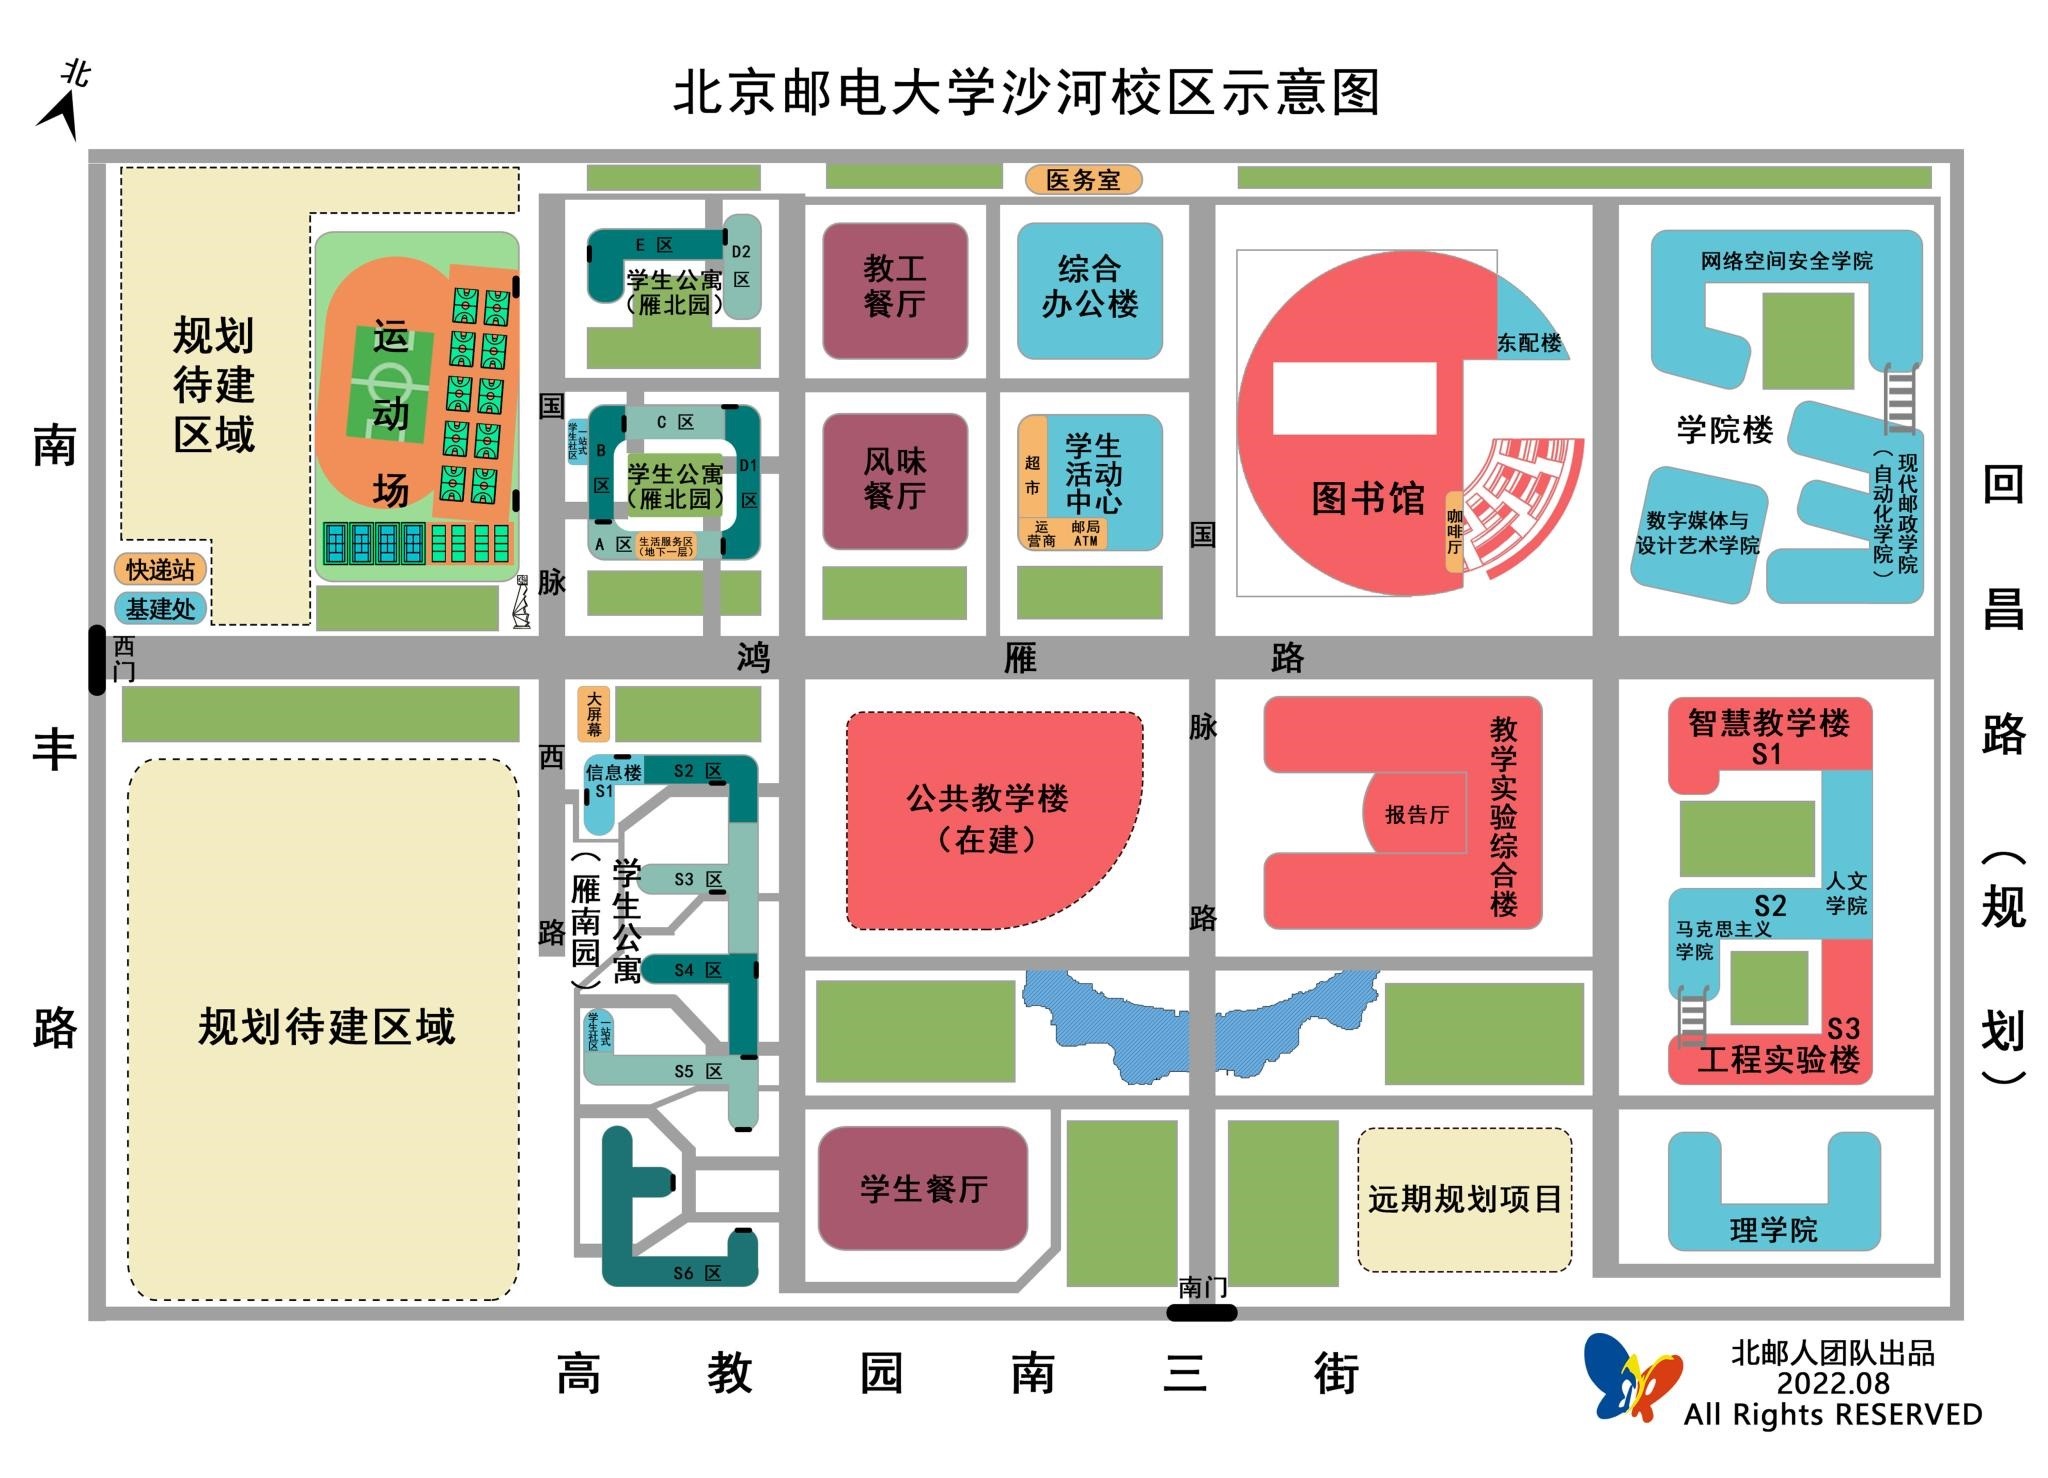 北京邮电大学沙河校区示意图
北
医务室
E 区
D2
区
学生公寓
（雁北园）
教工
餐厅
综合
办公楼
东配楼
网络空间安全学院
规划
待建
区域
运
动
场
国
脉
西
路
一站式
学生社区
C 区
B
区
D1
区
学生公寓
（雁北园）
A 区
生活服务区
（地下一层）
风味
餐厅
超
市
学生
活动
中心
运
营商
邮局
ATM
图书馆
咖
啡
厅
学院楼
现代邮政学院
（自动化学院）
数字媒体与
设计艺术学院
快递站
基建处
西
门
鸿 雁 路
国
脉
路
南
丰
路
回
昌
路
（
规
划
）
大
屏
幕
信息楼
S1
S2 区
S3 区
学生公寓
（雁南园）
S4 区
一站式
学生社区
S5 区
S6 区
公共教学楼
（在建）
教学实验综合楼
报告厅
智慧教学楼
S1
人文
学院
S2
马克思主义
学院
S3
工程实验楼
规划待建区域
学生餐厅
远期规划项目
理学院
南门
高 教 园 南 三 街
北邮人团队出品
2022.08
All Rights RESERVED